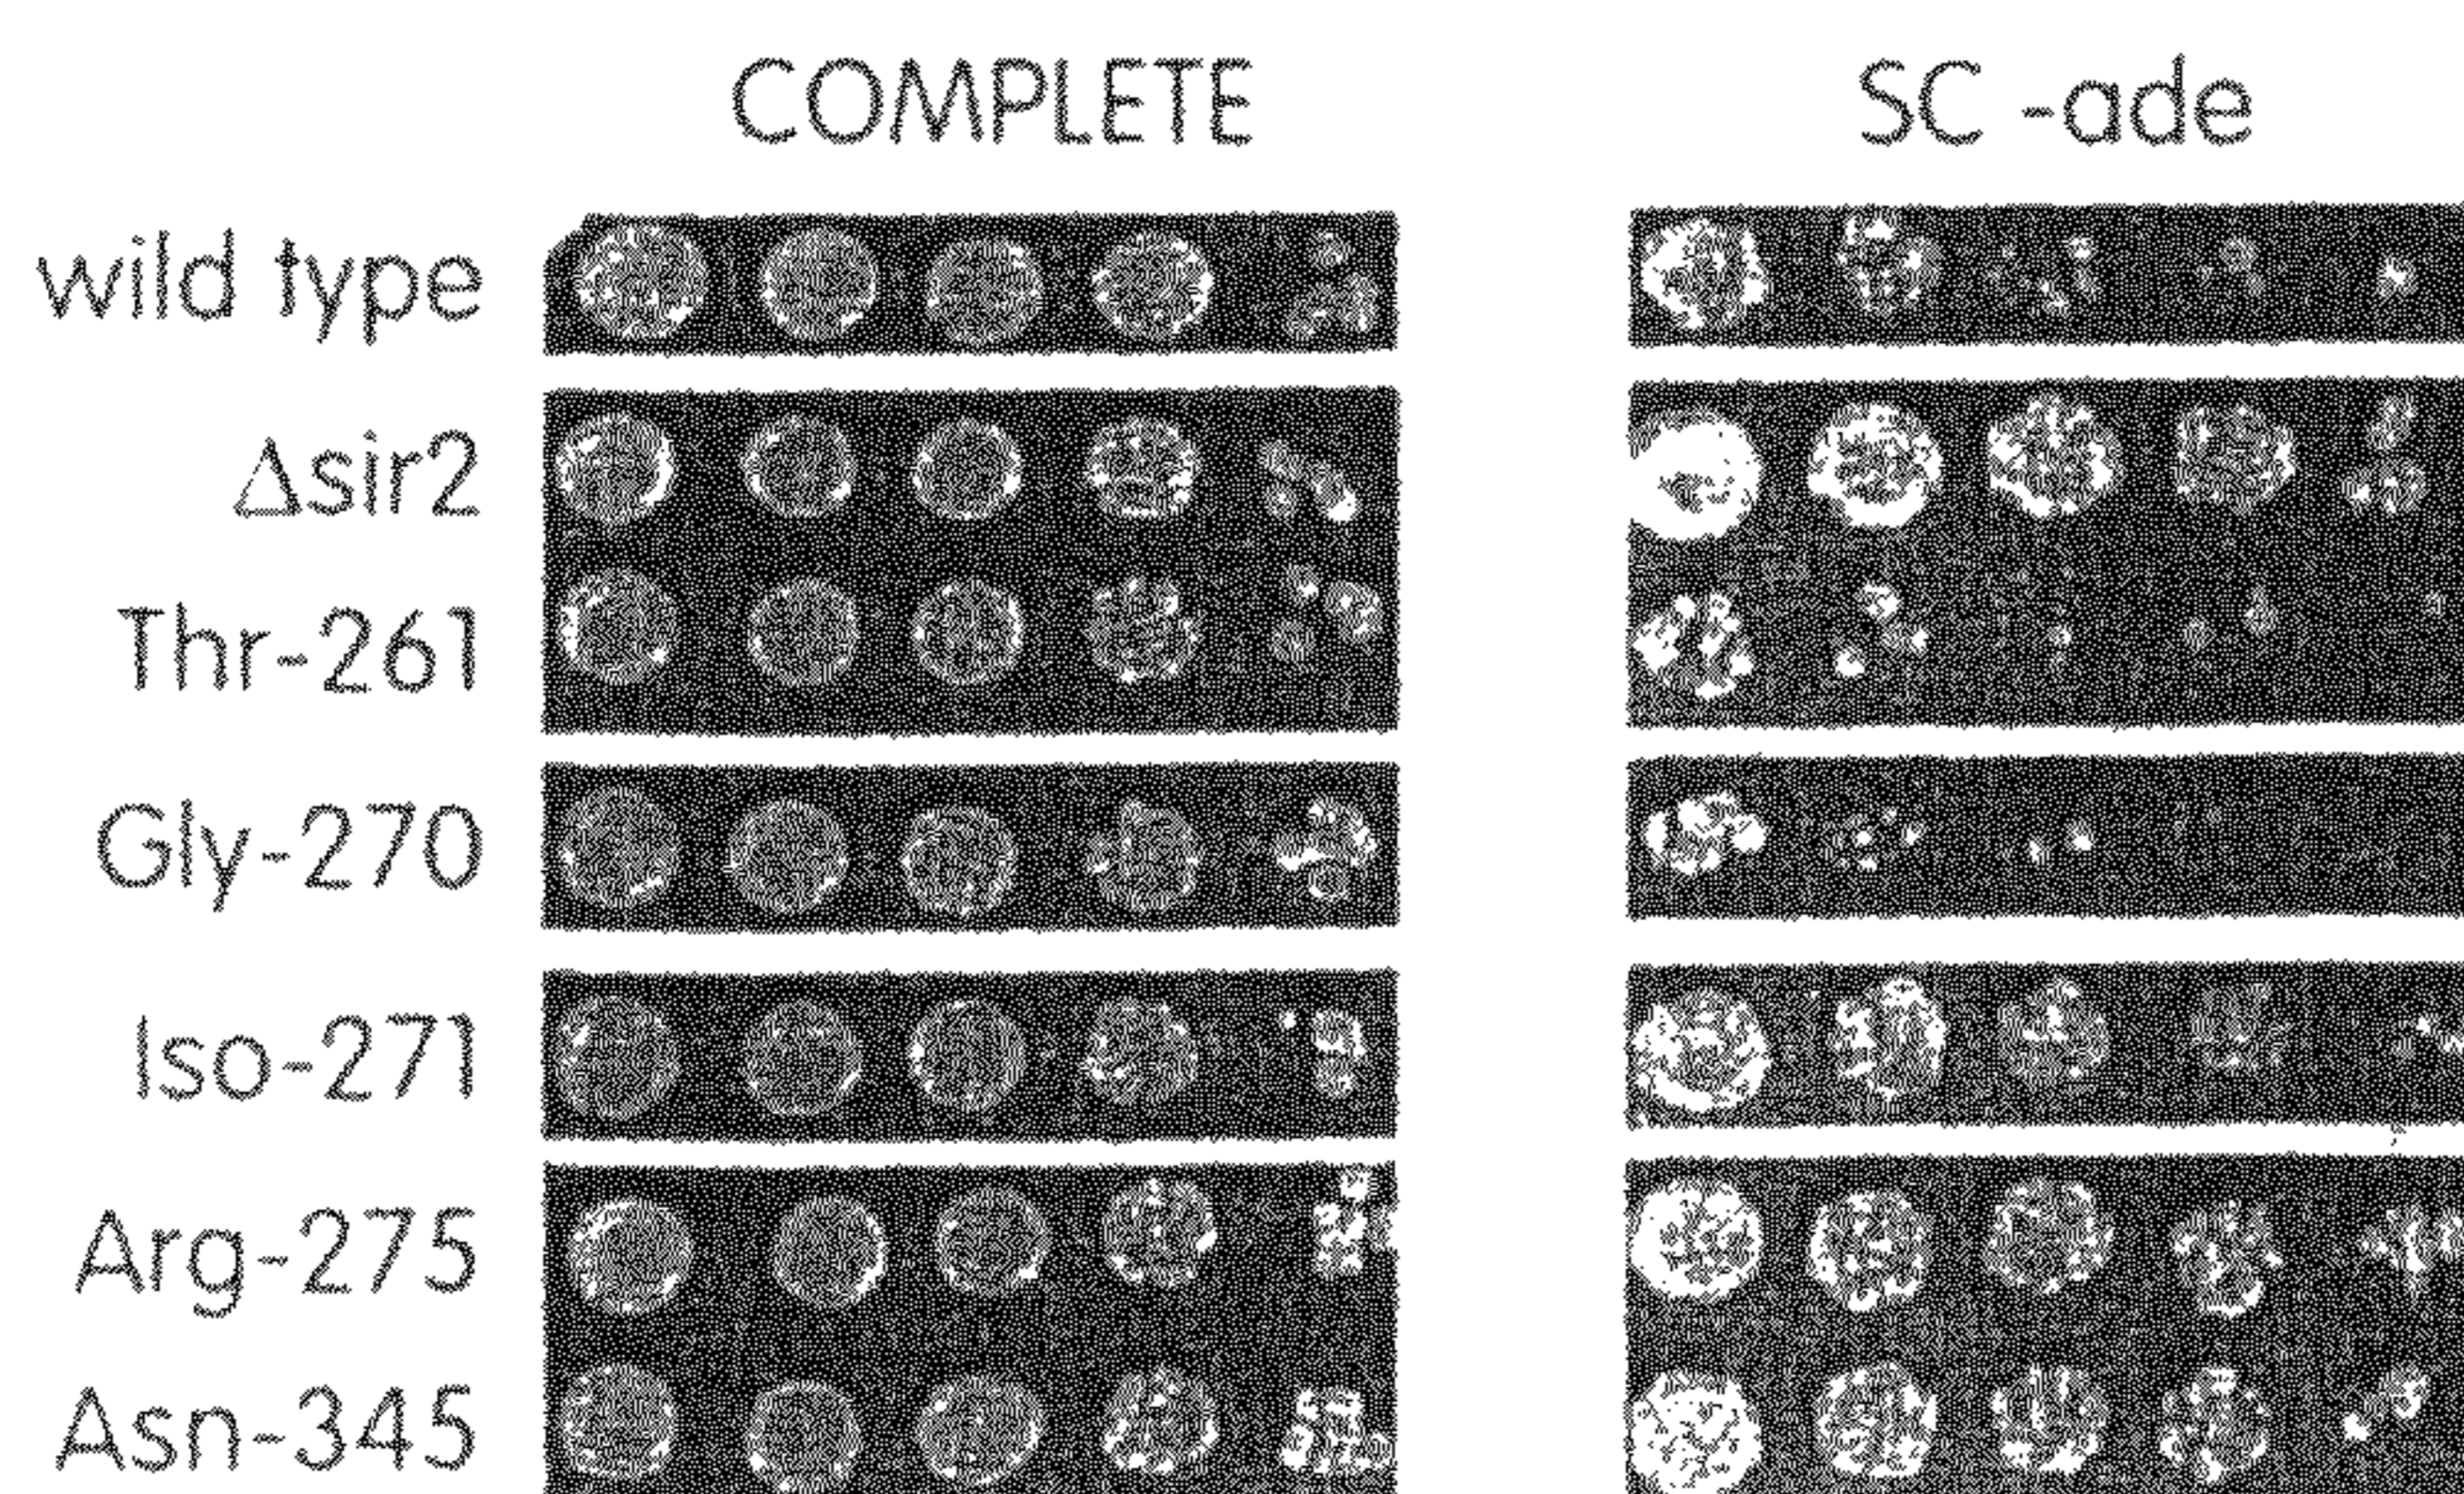 COMPLETE SC -ade
wild type
Δsir2
Thr-261
Gly-270
Iso-271
Arg-275
Asn-345